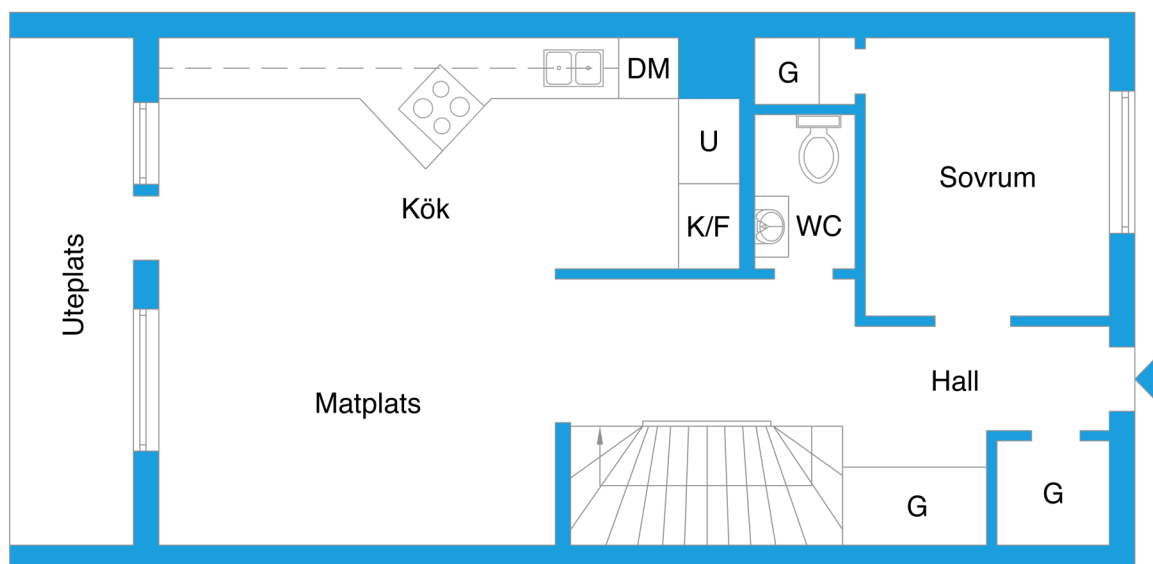 DM
G
U
Sovrum
Kök
K/F
WC
Uteplats
Hall
Matplats
G
G